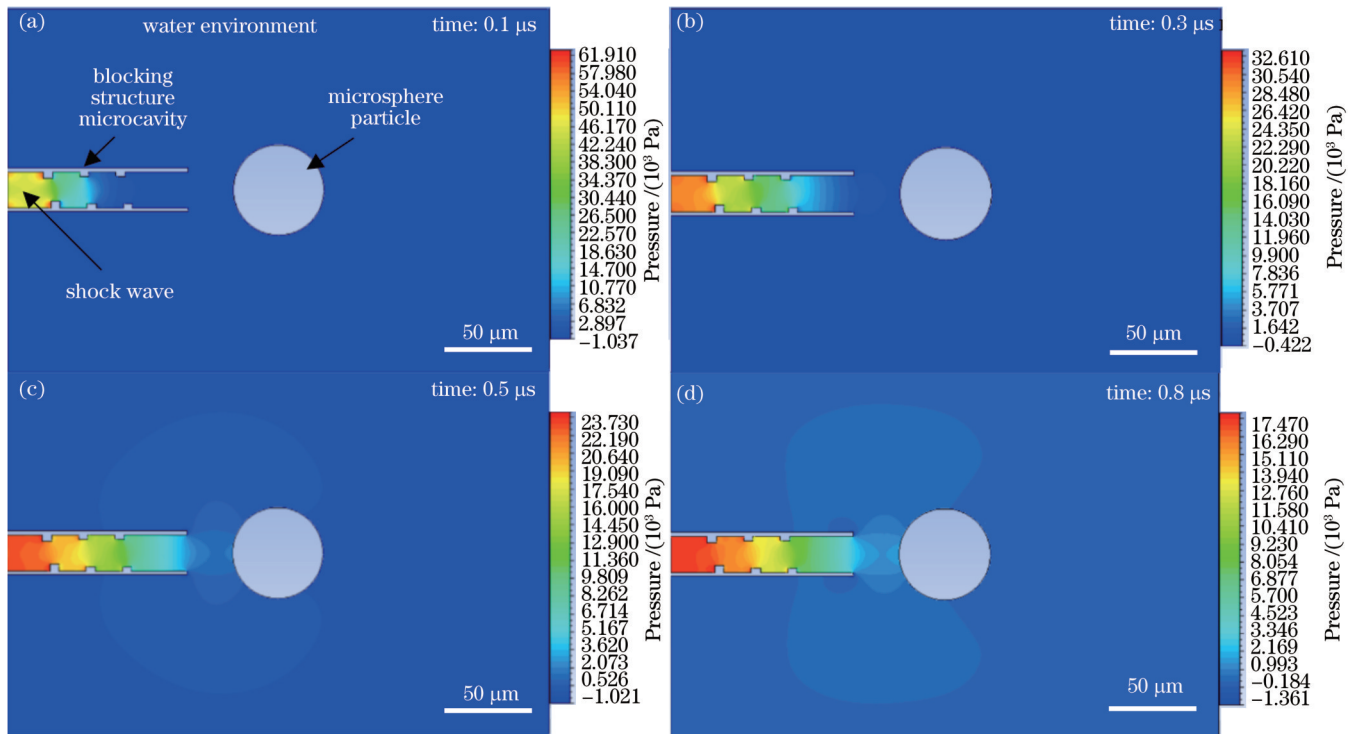 (a)
water environment
time: 0.1 μs
blocking
structure
microcavity
microsphere
particle
shock wave
50 μm
61.910
57.980
54.040
50.110
46.170
42.240
38.300
34.370
30.440
26.500
22.570
18.630
14.700
10.770
6.832
2.897
−1.037
Pressure /(10³ Pa)
(b)
time: 0.3 μs
50 μm
32.610
30.540
28.480
26.420
24.350
22.290
20.220
18.160
16.090
14.030
11.960
9.900
7.836
5.771
3.707
1.642
−0.422
Pressure /(10³ Pa)
(c)
time: 0.5 μs
50 μm
23.730
22.190
20.640
19.090
17.540
16.000
14.450
12.900
11.360
9.809
8.262
6.714
5.167
3.620
2.073
0.526
−1.021
Pressure /(10³ Pa)
(d)
time: 0.8 μs
50 μm
17.470
16.290
15.110
13.940
12.760
11.580
10.410
9.230
8.054
6.877
5.700
4.523
3.346
2.169
0.993
−0.184
−1.361
Pressure /(10³ Pa)